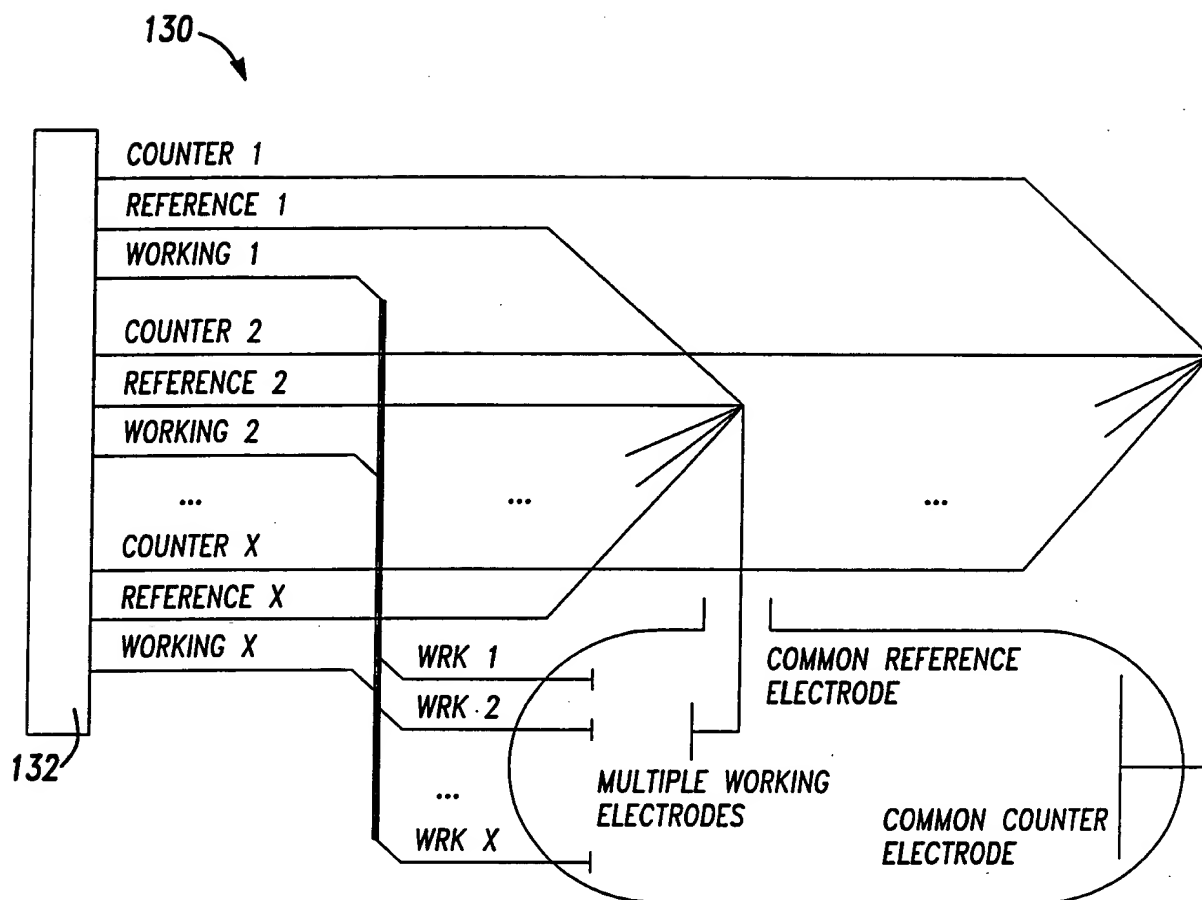 130
COUNTER 1
REFERENCE 1
WORKING 1
COUNTER 2
REFERENCE 2
WORKING 2
... ... ...
COUNTER X
REFERENCE X
WORKING X
132
WRK 1
WRK 2
...
WRK X
COMMON REFERENCE
ELECTRODE
MULTIPLE WORKING
ELECTRODES
COMMON COUNTER
ELECTRODE